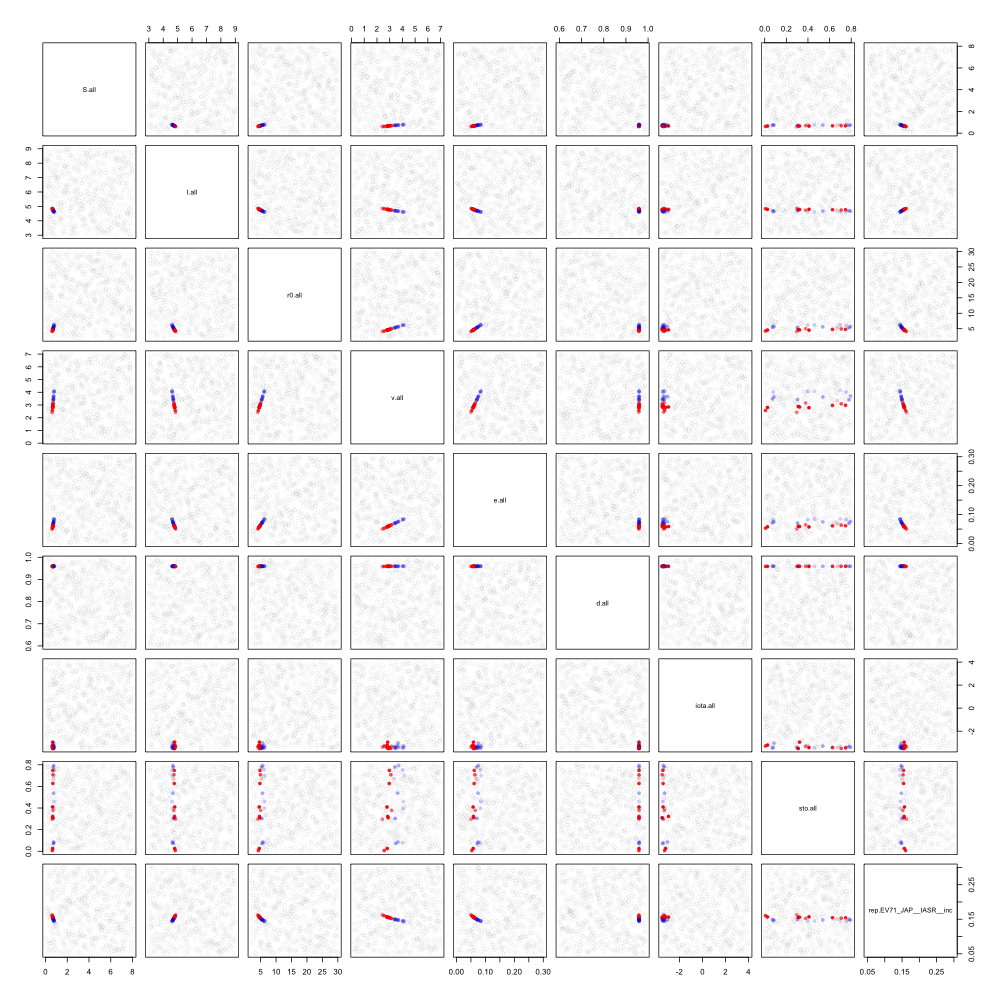 3 4 5 6 7 8 9
0 1 2 3 4 5 6 7
0.6 0.7 0.8 0.9 1.0
0.0 0.2 0.4 0.6 0.8
S.all
0 2 4 6 8
3 4 5 6 7 8 9
I.all
r0.all
5 10 15 20 25 30
0 1 2 3 4 5 6 7
v.all
e.all
0.00 0.10 0.20 0.30
0.6 0.7 0.8 0.9 1.0
d.all
iota.all
-2 0 2 4
0.0 0.2 0.4 0.6 0.8
sto.all
rep.EV71_JAP__IASR__inc
0.05 0.15 0.25
0 2 4 6 8
5 10 15 20 25 30
0.00 0.10 0.20 0.30
-2 0 2 4
0.05 0.15 0.25